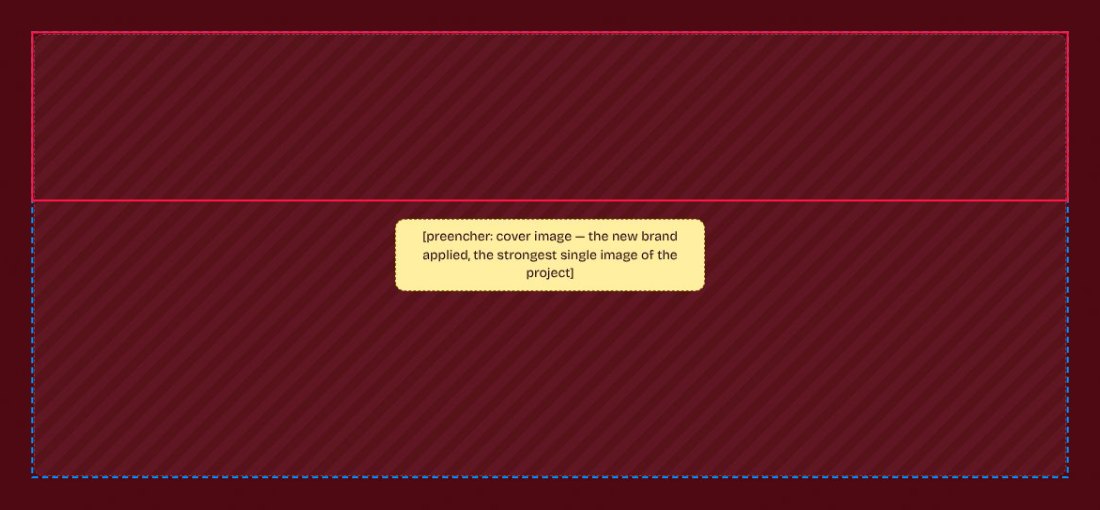 [preencher: cover image — the new brand
applied, the strongest single image of the
project]